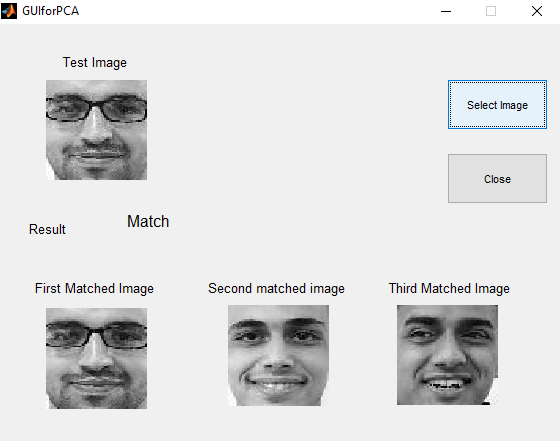 GUIforPCA
Test Image
Select Image
Close
Result
Match
First Matched Image
Second matched image
Third Matched Image